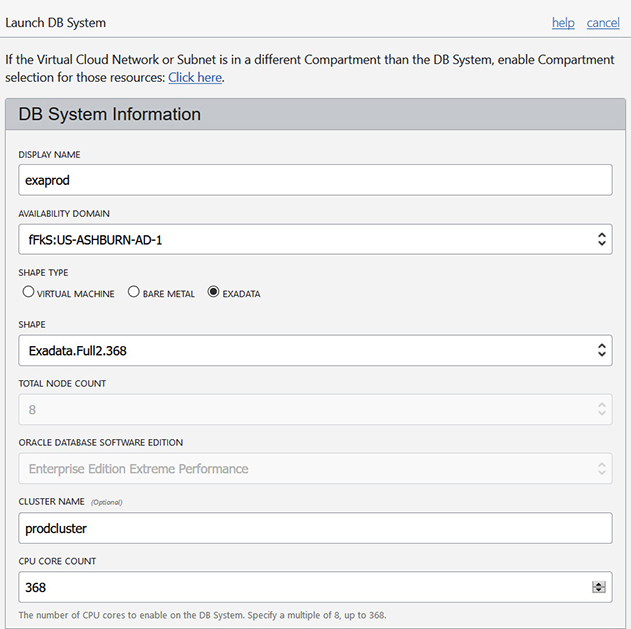 Launch DB System
help cancel
If the Virtual Cloud Network or Subnet is in a different Compartment than the DB System, enable Compartment
selection for those resources: Click here.
DB System Information
DISPLAY NAME
exaprod
AVAILABILITY DOMAIN
fFkS:US-ASHBURN-AD-1
SHAPE TYPE
VIRTUAL MACHINE BARE METAL EXADATA
SHAPE
Exadata.Full2.368
TOTAL NODE COUNT
8
ORACLE DATABASE SOFTWARE EDITION
Enterprise Edition Extreme Performance
CLUSTER NAME (Optional)
prodcluster
CPU CORE COUNT
368
The number of CPU cores to enable on the DB System. Specify a multiple of 8, up to 368.